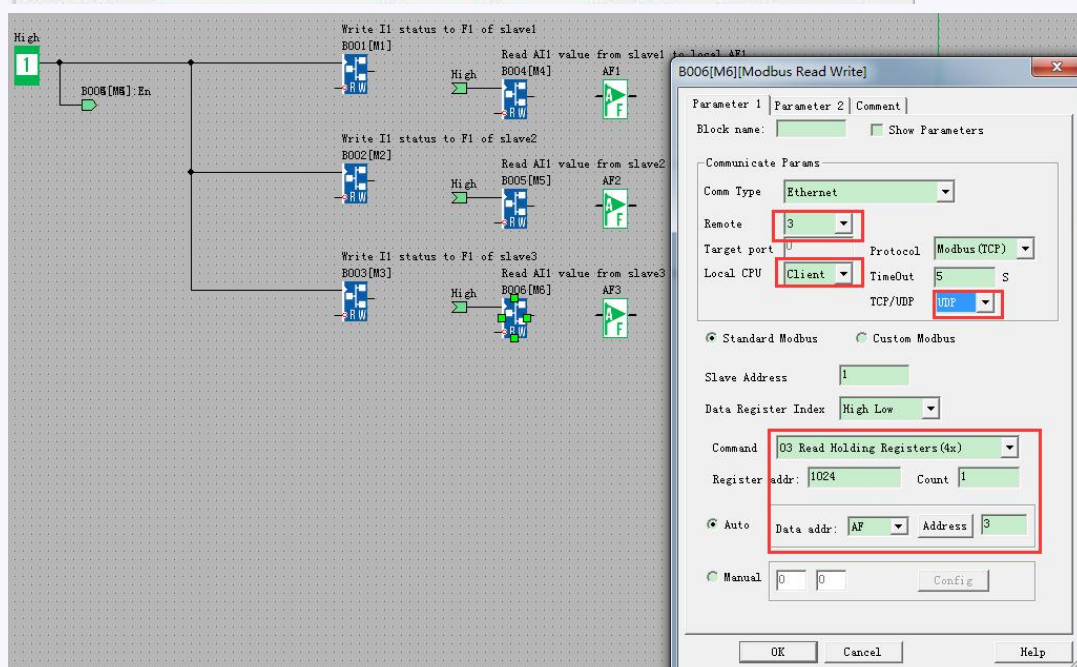 High
1
B006[M6]:En
Write I1 status to F1 of slave1
B001[M1]
RW
Read AI1 value from slave1 to local AF1
High
B004[M4]
AF1
RW
A
F
Write I1 status to F1 of slave2
B002[M2]
RW
Read AI1 value from slave2
High
B005[M5]
AF2
RW
A
F
Write I1 status to F1 of slave3
B003[M3]
RW
Read AI1 value from slave3
High
B006[M6]
AF3
RW
A
F
B006[M6][Modbus Read Write]
Parameter 1 Parameter 2 Comment
Block name: Show Parameters
Communicate Params
Comm Type Ethernet
Remote 3
Target port 0 Protocol Modbus(TCP)
Local CPU Client TimeOut 5 S
TCP/UDP UDP
Standard Modbus Custom Modbus
Slave Address 1
Data Register Index High Low
Command 03 Read Holding Registers(4x)
Register addr: 1024 Count 1
Auto Data addr: AF Address 3
Manual 0 0 Config
OK Cancel Help